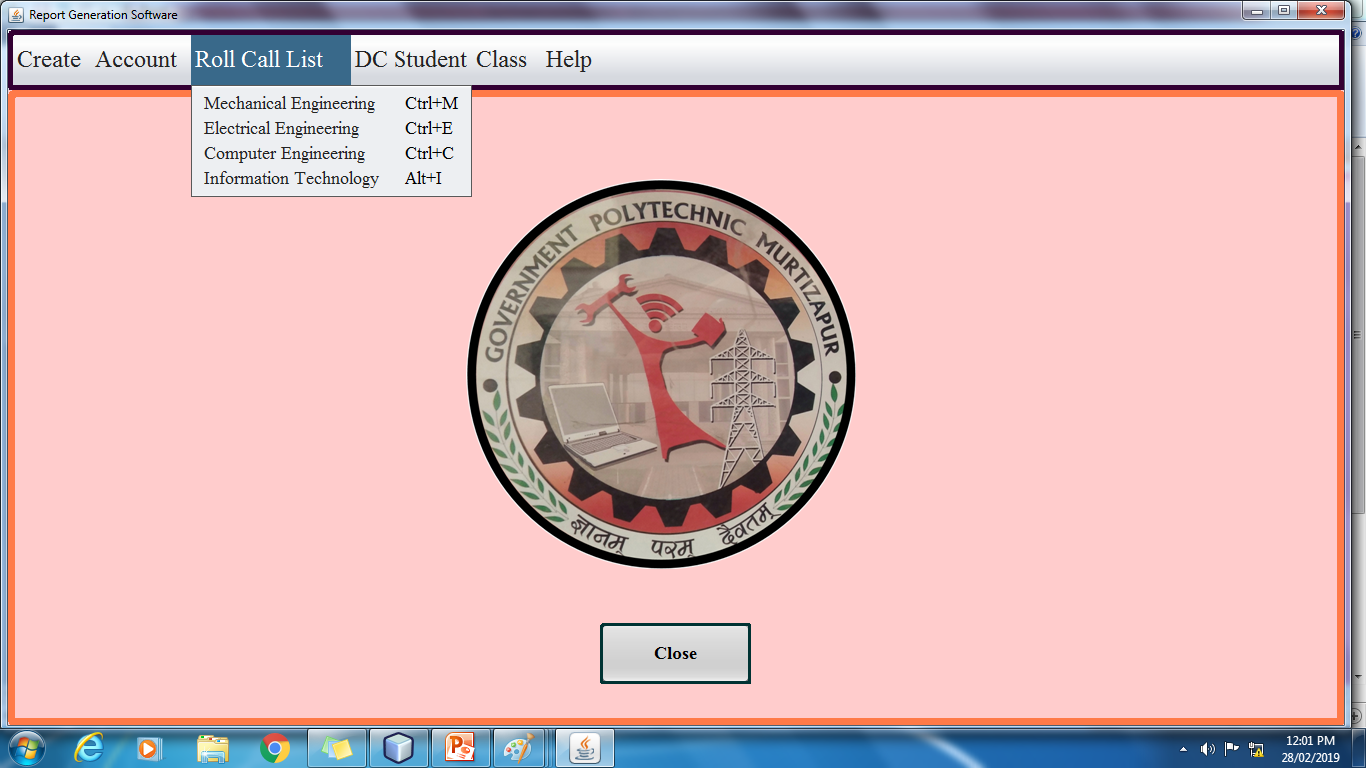 Report Generation Software
Create Account Roll Call List DC Student Class Help
Mechanical Engineering Ctrl+M
Electrical Engineering Ctrl+E
Computer Engineering Ctrl+C
Information Technology Alt+I
GOVERNMENT POLYTECHNIC MURTIZAPUR
ज्ञानम् परमम् दैवतम्
Close
12:01 PM
28/02/2019